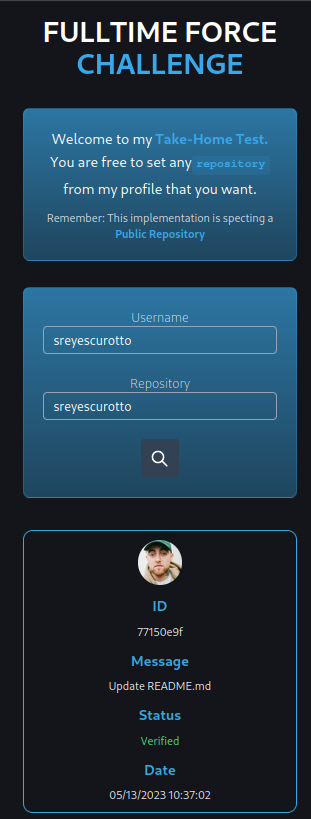 FULLTIME FORCE
CHALLENGE
Welcome to my Take-Home Test.
You are free to set any repository
from my profile that you want.
Remember: This implementation is specting a
Public Repository
Username
sreyescurotto
Repository
sreyescurotto
ID
77150e9f
Message
Update README.md
Status
Verified
Date
05/13/2023 10:37:02